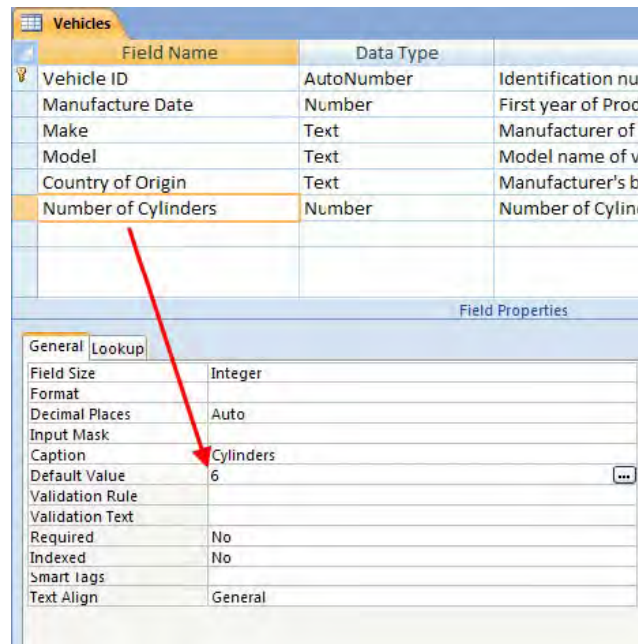 Vehicles
Field Name Data Type
Vehicle ID AutoNumber Identification nu
Manufacture Date Number First year of Proc
Make Text Manufacturer of
Model Text Model name of v
Country of Origin Text Manufacturer's b
Number of Cylinders Number Number of Cylin
Field Properties
General Lookup
Field Size Integer
Format
Decimal Places Auto
Input Mask
Caption Cylinders
Default Value 6 ...
Validation Rule
Validation Text
Required No
Indexed No
Smart Tags
Text Align General